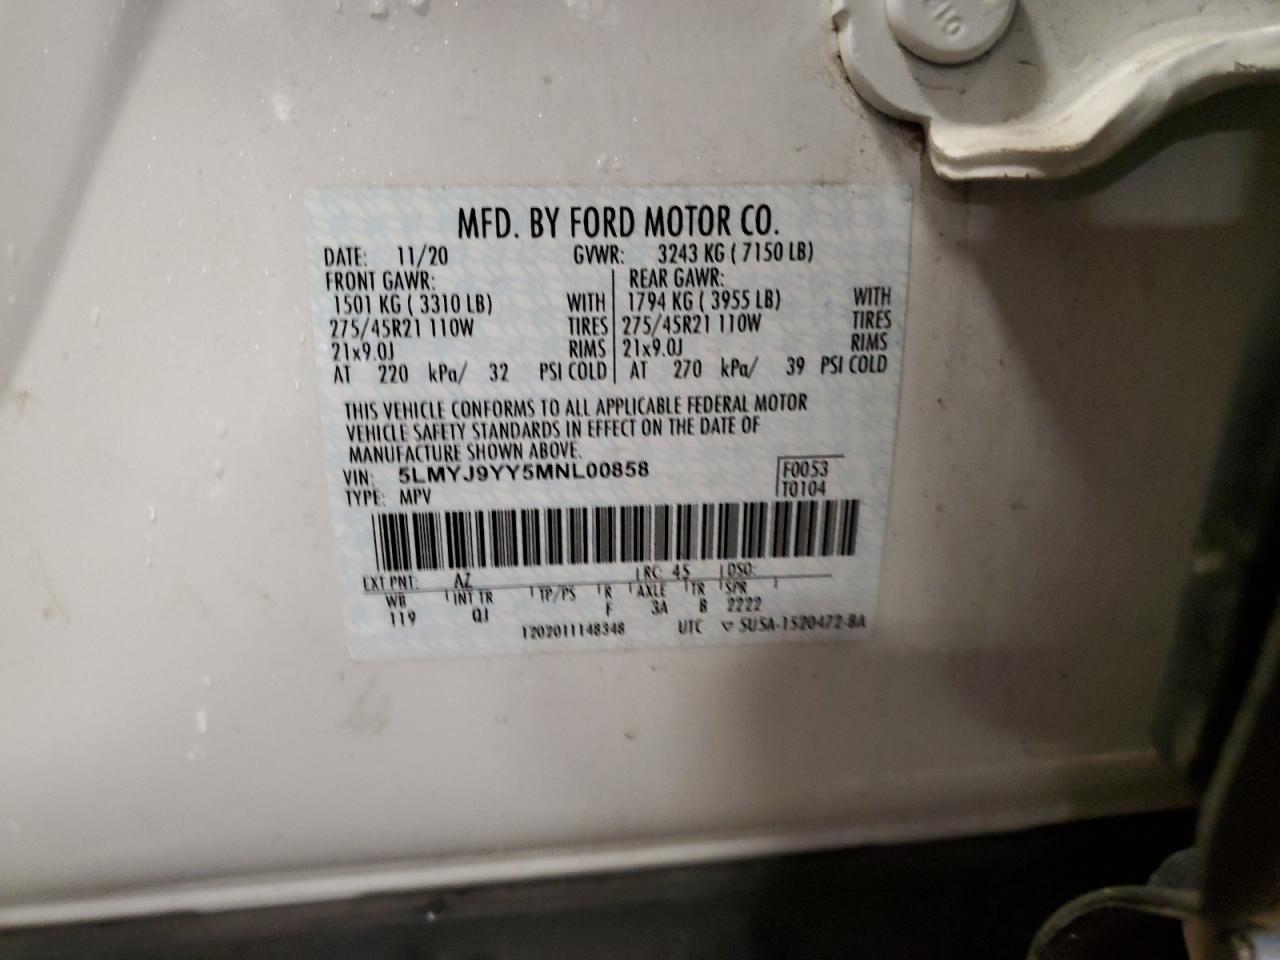 MFD. BY FORD MOTOR CO.
DATE: 11/20 GVWR: 3243 KG ( 7150 LB)
FRONT GAWR: REAR GAWR:
1501 KG ( 3310 LB) WITH 1794 KG ( 3955 LB) WITH
275/45R21 110W TIRES 275/45R21 110W TIRES
21x9.0J RIMS 21x9.0J RIMS
AT 220 kPa/ 32 PSI COLD AT 270 kPa/ 39 PSI COLD
THIS VEHICLE CONFORMS TO ALL APPLICABLE FEDERAL MOTOR
VEHICLE SAFETY STANDARDS IN EFFECT ON THE DATE OF
MANUFACTURE SHOWN ABOVE.
VIN: 5LMYJ9YY5MNL00858 F0053
TYPE: MPV T0104
EXT PNT: AZ RC: 45 DSO:
WB INT TR TP/PS R AXLE TR SPR
119 QJ F 3A B 2222
1202011148348 UTC ▽ 5U5A-1520472-BA